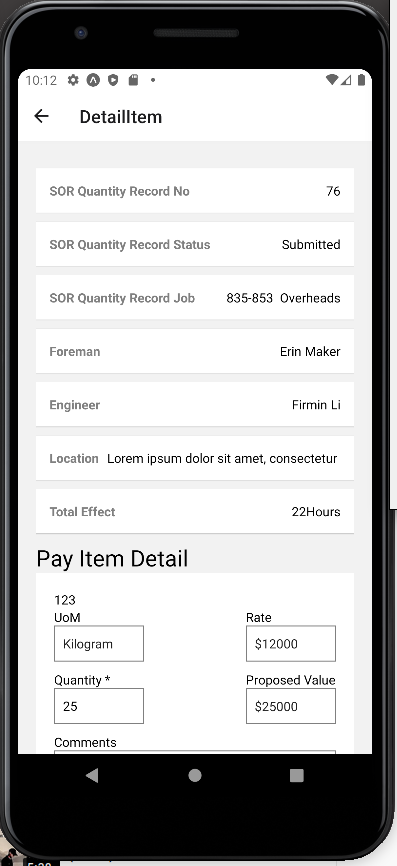 10:12
DetailItem
SOR Quantity Record No 76
SOR Quantity Record Status Submitted
SOR Quantity Record Job 835-853 Overheads
Foreman Erin Maker
Engineer Firmin Li
Location Lorem ipsum dolor sit amet, consectetur
Total Effect 22Hours
Pay Item Detail
123
UoM Rate
Kilogram $12000
Quantity * Proposed Value
25 $25000
Comments